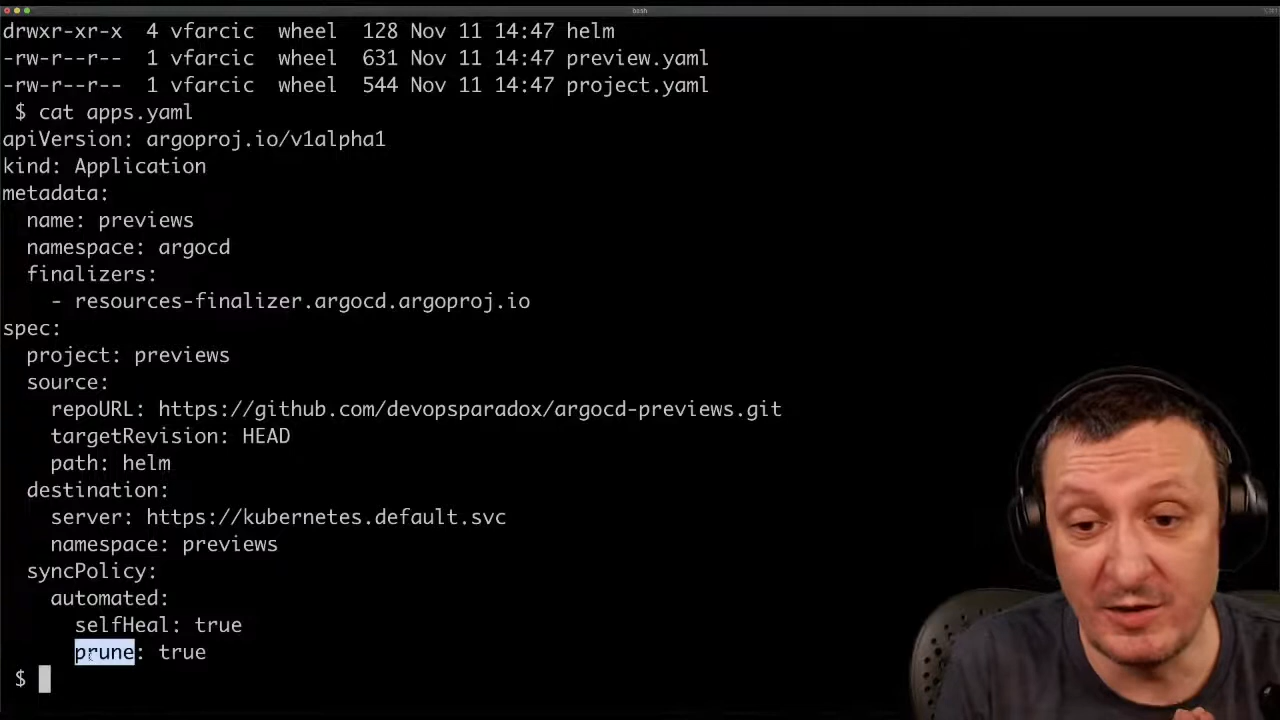 bash
drwxr-xr-x  4 vfarcic  wheel  128 Nov 11 14:47 helm
-rw-r--r--  1 vfarcic  wheel  631 Nov 11 14:47 preview.yaml
-rw-r--r--  1 vfarcic  wheel  544 Nov 11 14:47 project.yaml
$ cat apps.yaml
apiVersion: argoproj.io/v1alpha1
kind: Application
metadata:
  name: previews
  namespace: argocd
  finalizers:
    - resources-finalizer.argocd.argoproj.io
spec:
  project: previews
  source:
    repoURL: https://github.com/devopsparadox/argocd-previews.git
    targetRevision: HEAD
    path: helm
  destination:
    server: https://kubernetes.default.svc
    namespace: previews
  syncPolicy:
    automated:
      selfHeal: true
      prune: true
$